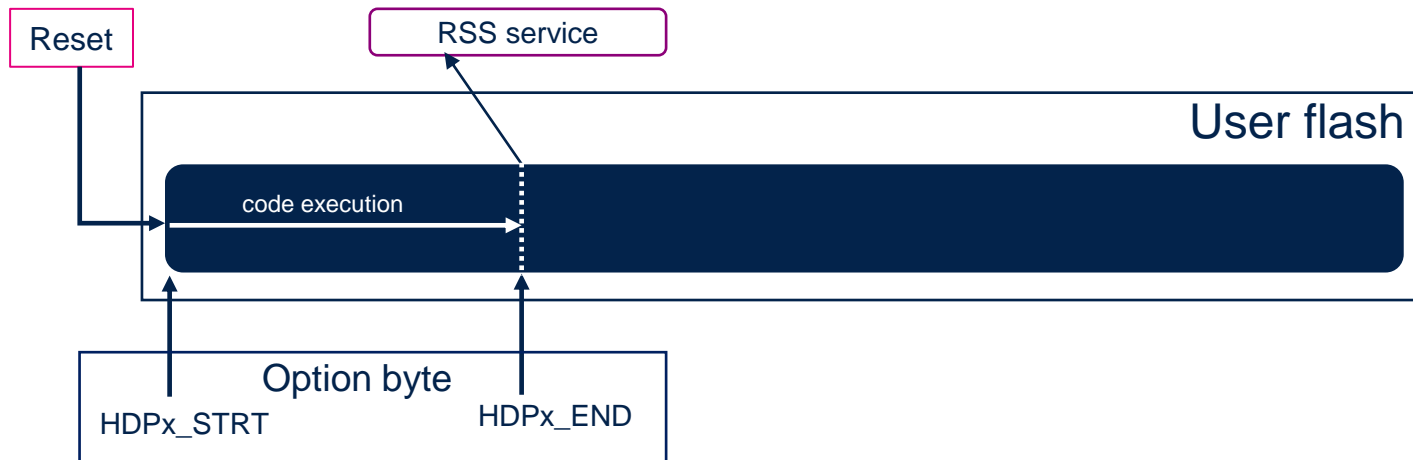 Reset
RSS service
User flash
code execution
Option byte
HDPx_STRT
HDPx_END